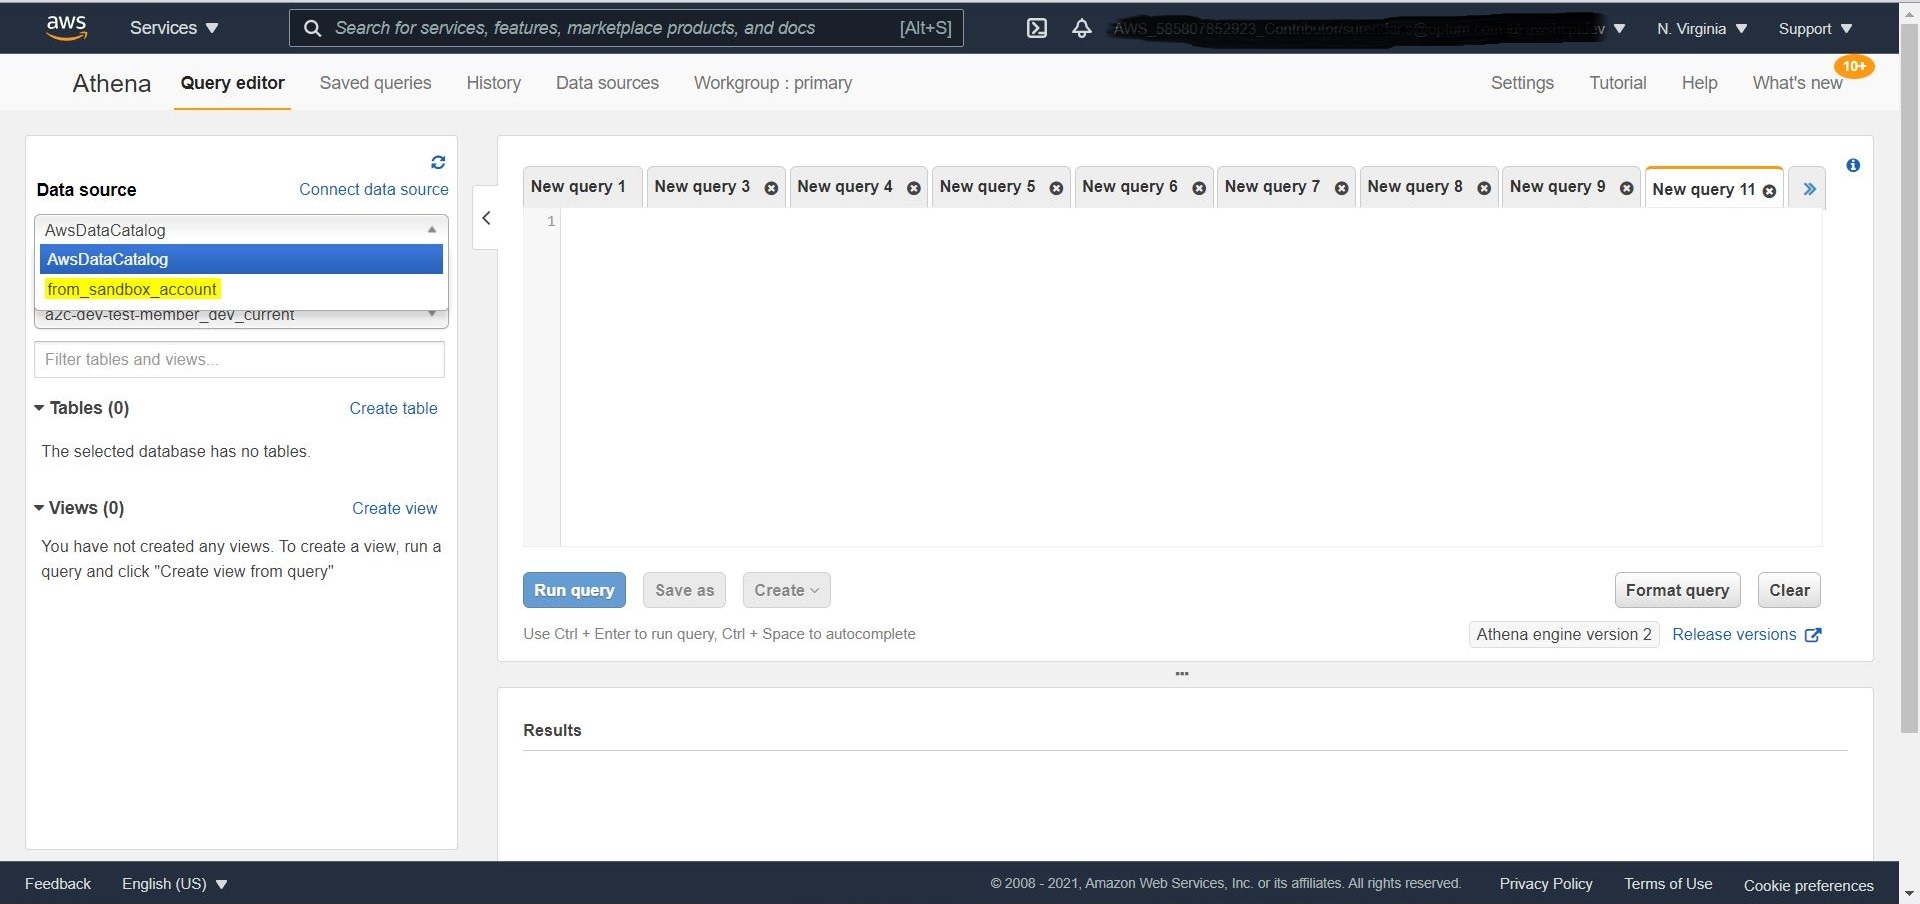 aws Services Search for services, features, marketplace products, and docs [Alt+S] N. Virginia Support
Athena Query editor Saved queries History Data sources Workgroup : primary Settings Tutorial Help What's new 10+
Data source Connect data source
AwsDataCatalog
AwsDataCatalog
from_sandbox_account
a2c-dev-test-member_dev_current
Filter tables and views...
Tables (0) Create table
The selected database has no tables.
Views (0) Create view
You have not created any views. To create a view, run a
query and click "Create view from query"
New query 1 New query 3 New query 4 New query 5 New query 6 New query 7 New query 8 New query 9 New query 11
1
Run query Save as Create Format query Clear
Use Ctrl + Enter to run query, Ctrl + Space to autocomplete Athena engine version 2 Release versions
Results
Feedback English (US) © 2008 - 2021, Amazon Web Services, Inc. or its affiliates. All rights reserved. Privacy Policy Terms of Use Cookie preferences